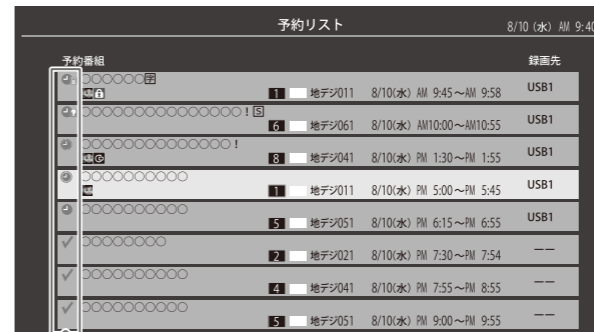 予約リスト 8/10 (水) AM 9:40
予約番組 録画先
○○○○○○字
1 地デジ011 8/10(水) AM 9:45～AM 9:58 USB1
○○○○○○○○○○○○○○○!S
6 地デジ061 8/10(水) AM10:00～AM10:55 USB1
○○○○○○○○○○○○○○!
8 地デジ041 8/10(水) PM 1:30～PM 1:55 USB1
○○○○○○○○○○
1 地デジ011 8/10(水) PM 5:00～PM 5:45 USB1
○○○○○○○○○○
5 地デジ051 8/10(水) PM 6:15～PM 6:55 USB1
○○○○○○○○
2 地デジ021 8/10(水) PM 7:30～PM 7:54 ーー
○○○○○○○○○○
4 地デジ041 8/10(水) PM 7:55～PM 8:55 ーー
○○○○○○○○○○
5 地デジ051 8/10(水) PM 9:00～PM 9:55 ーー